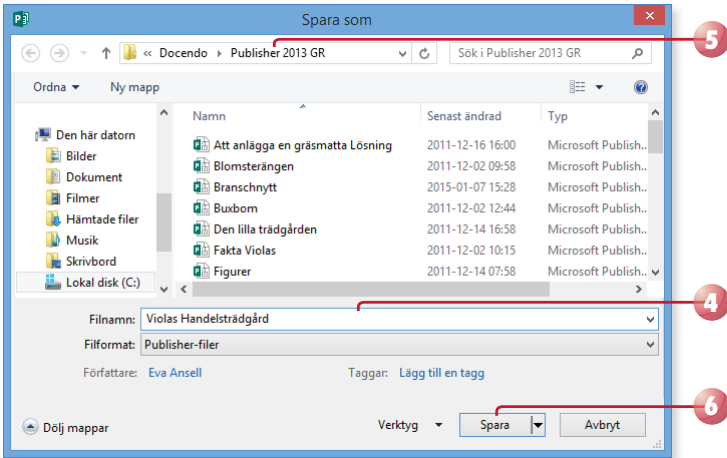 Spara som
« Docendo Publisher 2013 GR
Sök i Publisher 2013 GR
5
Ordna Ny mapp
Namn Senast ändrad Typ
Den här datorn
Bilder
Dokument
Filmer
Hämtade filer
Musik
Skrivbord
Lokal disk (C:)
Att anlägga en gräsmatta Lösning 2011-12-16 16:00 Microsoft Publish..
Blomsterängen 2011-12-02 09:58 Microsoft Publish..
Branschnytt 2015-01-07 15:28 Microsoft Publish..
Buxbom 2011-12-02 12:44 Microsoft Publish..
Den lilla trädgården 2011-12-14 16:58 Microsoft Publish..
Fakta Violas 2011-12-02 10:15 Microsoft Publish..
Figurer 2011-12-14 07:58 Microsoft Publish..
4
Filnamn: Violas Handelsträdgård
Filformat: Publisher-filer
Författare: Eva Ansell Taggar: Lägg till en tagg
6
Dölj mappar Verktyg Spara Avbryt